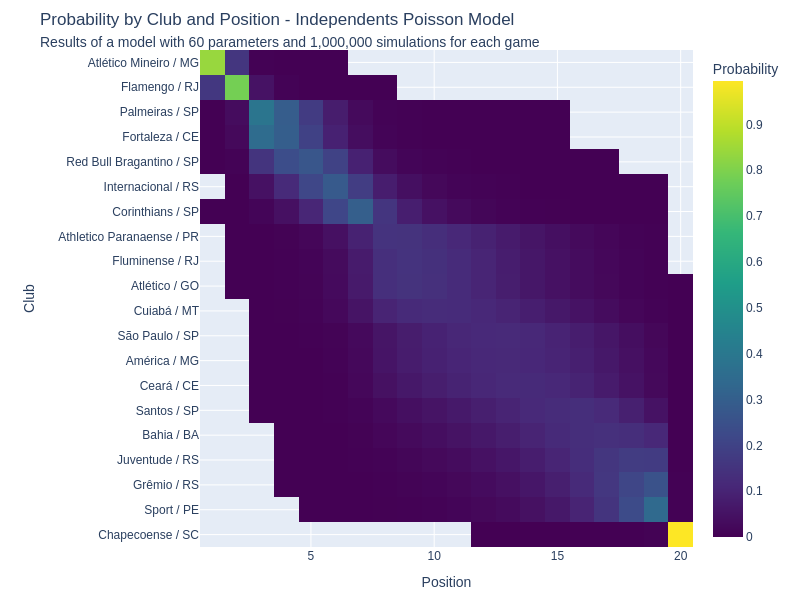 Probability by Club and Position - Independents Poisson Model
Results of a model with 60 parameters and 1,000,000 simulations for each game
Probability
Club
Atlético Mineiro / MG
Flamengo / RJ
Palmeiras / SP
Fortaleza / CE
Red Bull Bragantino / SP
Internacional / RS
Corinthians / SP
Athletico Paranaense / PR
Fluminense / RJ
Atlético / GO
Cuiabá / MT
São Paulo / SP
América / MG
Ceará / CE
Santos / SP
Bahia / BA
Juventude / RS
Grêmio / RS
Sport / PE
Chapecoense / SC
0.9
0.8
0.7
0.6
0.5
0.4
0.3
0.2
0.1
0
5
10
15
20
Position